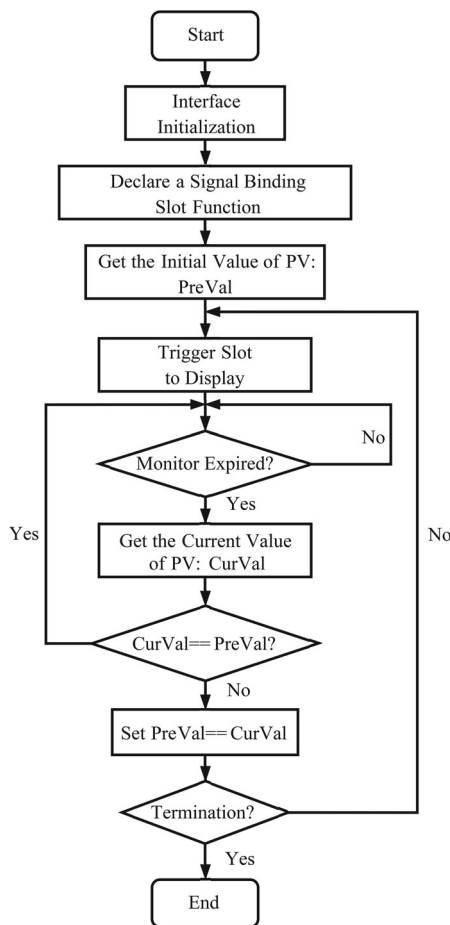 Start
Interface
Initialization
Declare a Signal Binding
Slot Function
Get the Initial Value of PV:
PreVal
Trigger Slot
to Display
No
Monitor Expired?
Yes
Yes
No
Get the Current Value
of PV: CurVal
CurVal== PreVal?
No
Set PreVal== CurVal
Termination?
Yes
End